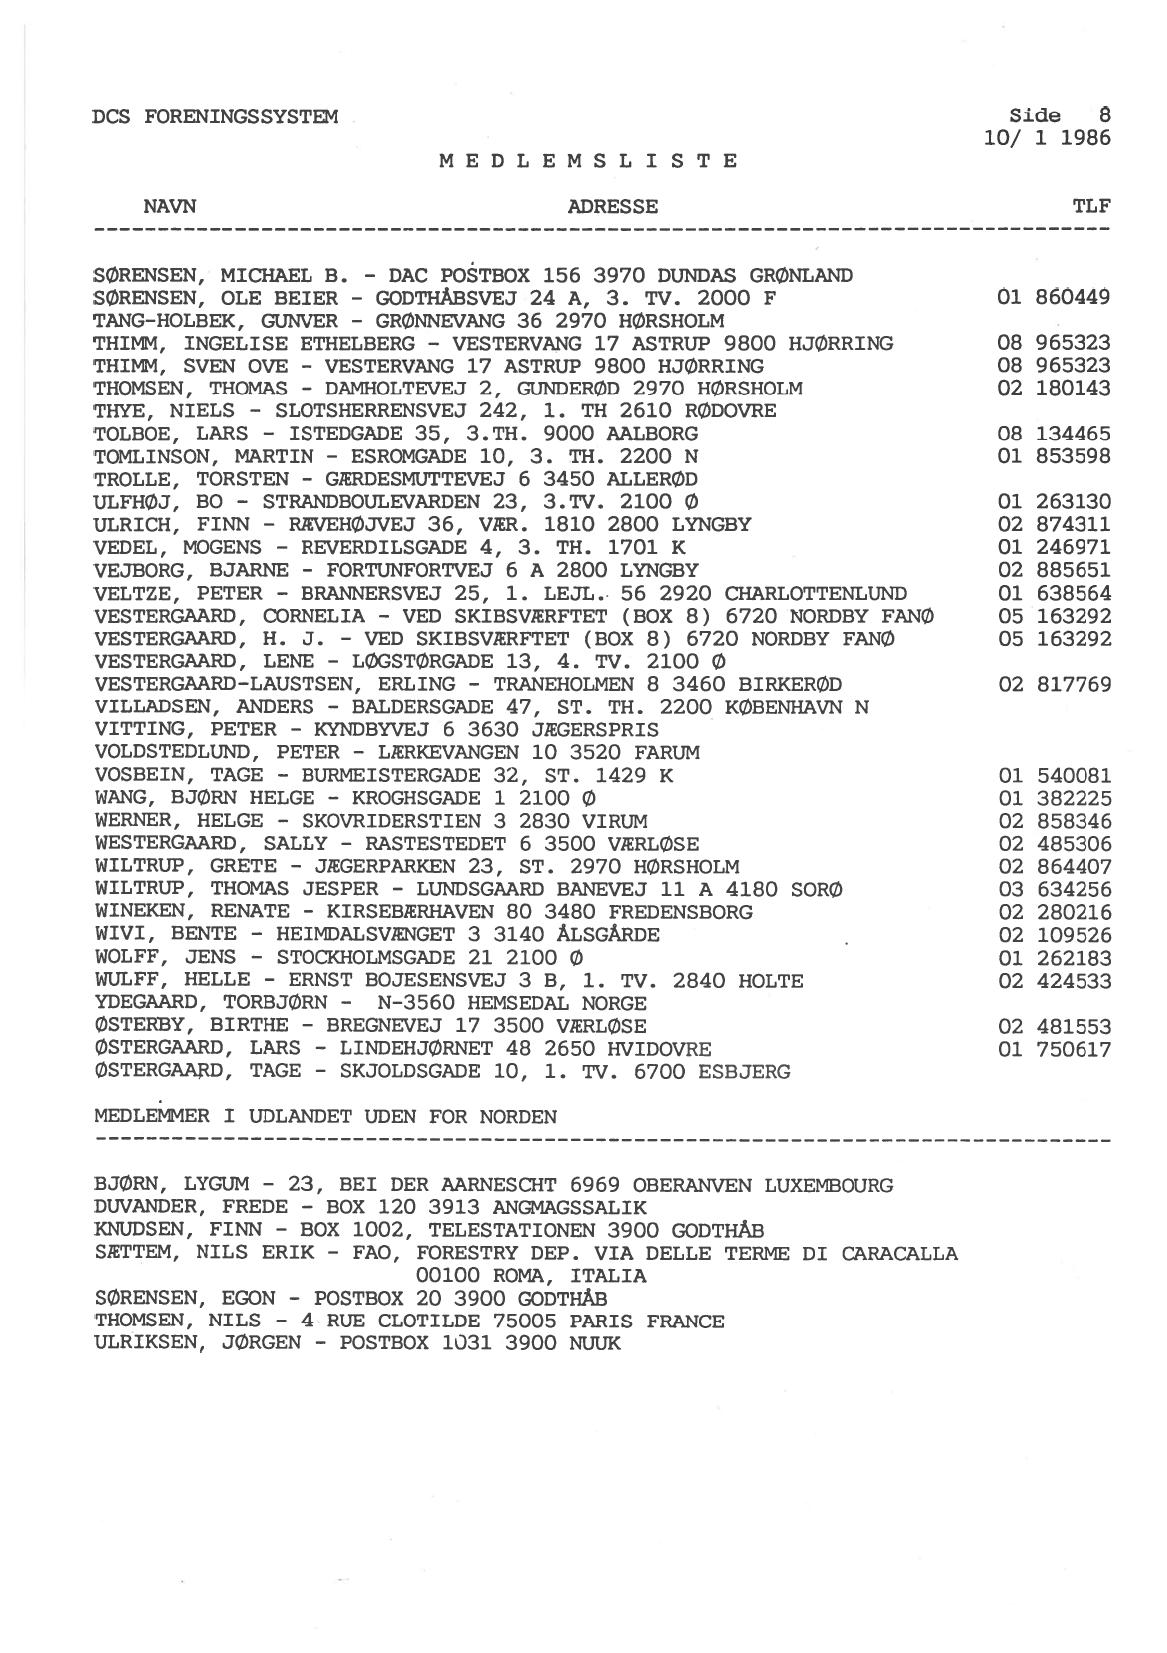 DCS FORENINGSSYSTEM Side 8
10/ 1 1986
M E D L E M S L I S T E
NAVN ADRESSE TLF
--------------------------------------------------------------------------------
SØRENSEN, MICHAEL B. - DAC POSTBOX 156 3970 DUNDAS GRØNLAND
SØRENSEN, OLE BEIER - GODTHÅBSVEJ 24 A, 3. TV. 2000 F 01 860449
TANG-HOLBEK, GUNVER - GRØNNEVANG 36 2970 HØRSHOLM
THIMM, INGELISE ETHELBERG - VESTERVANG 17 ASTRUP 9800 HJØRRING 08 965323
THIMM, SVEN OVE - VESTERVANG 17 ASTRUP 9800 HJØRRING 08 965323
THOMSEN, THOMAS - DAMHOLTEVEJ 2, GUNDERØD 2970 HØRSHOLM 02 180143
THYE, NIELS - SLOTSHERRENSVEJ 242, 1. TH 2610 RØDOVRE
TOLBOE, LARS - ISTEDGADE 35, 3.TH. 9000 AALBORG 08 134465
TOMLINSON, MARTIN - ESROMGADE 10, 3. TH. 2200 N 01 853598
TROLLE, TORSTEN - GÆRDESMUTTEVEJ 6 3450 ALLERØD
ULFHØJ, BO - STRANDBOULEVARDEN 23, 3.TV. 2100 Ø 01 263130
ULRICH, FINN - RÆVEHØJVEJ 36, VÆR. 1810 2800 LYNGBY 02 874311
VEDEL, MOGENS - REVERDILSGADE 4, 3. TH. 1701 K 01 246971
VEJBORG, BJARNE - FORTUNFORTVEJ 6 A 2800 LYNGBY 02 885651
VELTZE, PETER - BRANNERSVEJ 25, 1. LEJL. 56 2920 CHARLOTTENLUND 01 638564
VESTERGAARD, CORNELIA - VED SKIBSVÆRFTET (BOX 8) 6720 NORDBY FANØ 05 163292
VESTERGAARD, H. J. - VED SKIBSVÆRFTET (BOX 8) 6720 NORDBY FANØ 05 163292
VESTERGAARD, LENE - LØGSTØRGADE 13, 4. TV. 2100 Ø
VESTERGAARD-LAUSTSEN, ERLING - TRANEHOLMEN 8 3460 BIRKERØD 02 817769
VILLADSEN, ANDERS - BALDERSGADE 47, ST. TH. 2200 KØBENHAVN N
VITTING, PETER - KYNDBYVEJ 6 3630 JÆGERSPRIS
VOLDSTEDLUND, PETER - LÆRKEVANGEN 10 3520 FARUM
VOSBEIN, TAGE - BURMEISTERGADE 32, ST. 1429 K 01 540081
WANG, BJØRN HELGE - KROGHSGADE 1 2100 Ø 01 382225
WERNER, HELGE - SKOVRIDERSTIEN 3 2830 VIRUM 02 858346
WESTERGAARD, SALLY - RASTESTEDET 6 3500 VÆRLØSE 02 485306
WILTRUP, GRETE - JÆGERPARKEN 23, ST. 2970 HØRSHOLM 02 864407
WILTRUP, THOMAS JESPER - LUNDSGAARD BANEVEJ 11 A 4180 SORØ 03 634256
WINEKEN, RENATE - KIRSEBÆRHAVEN 80 3480 FREDENSBORG 02 280216
WIVI, BENTE - HEIMDALSVÆNGET 3 3140 ÅLSGÅRDE 02 109526
WOLFF, JENS - STOCKHOLMSGADE 21 2100 Ø 01 262183
WULFF, HELLE - ERNST BOJESENSVEJ 3 B, 1. TV. 2840 HOLTE 02 424533
YDEGAARD, TORBJØRN - N-3560 HEMSEDAL NORGE
ØSTERBY, BIRTHE - BREGNEVEJ 17 3500 VÆRLØSE 02 481553
ØSTERGAARD, LARS - LINDEHJØRNET 48 2650 HVIDOVRE 01 750617
ØSTERGAARD, TAGE - SKJOLDSGADE 10, 1. TV. 6700 ESBJERG
MEDLEMMER I UDLANDET UDEN FOR NORDEN
--------------------------------------------------------------------------------
BJØRN, LYGUM - 23, BEI DER AARNESCHT 6969 OBERANVEN LUXEMBOURG
DUVANDER, FREDE - BOX 120 3913 ANGMAGSSALIK
KNUDSEN, FINN - BOX 1002, TELESTATIONEN 3900 GODTHÅB
SÆTTEM, NILS ERIK - FAO, FORESTRY DEP. VIA DELLE TERME DI CARACALLA
00100 ROMA, ITALIA
SØRENSEN, EGON - POSTBOX 20 3900 GODTHÅB
THOMSEN, NILS - 4 RUE CLOTILDE 75005 PARIS FRANCE
ULRIKSEN, JØRGEN - POSTBOX 1031 3900 NUUK